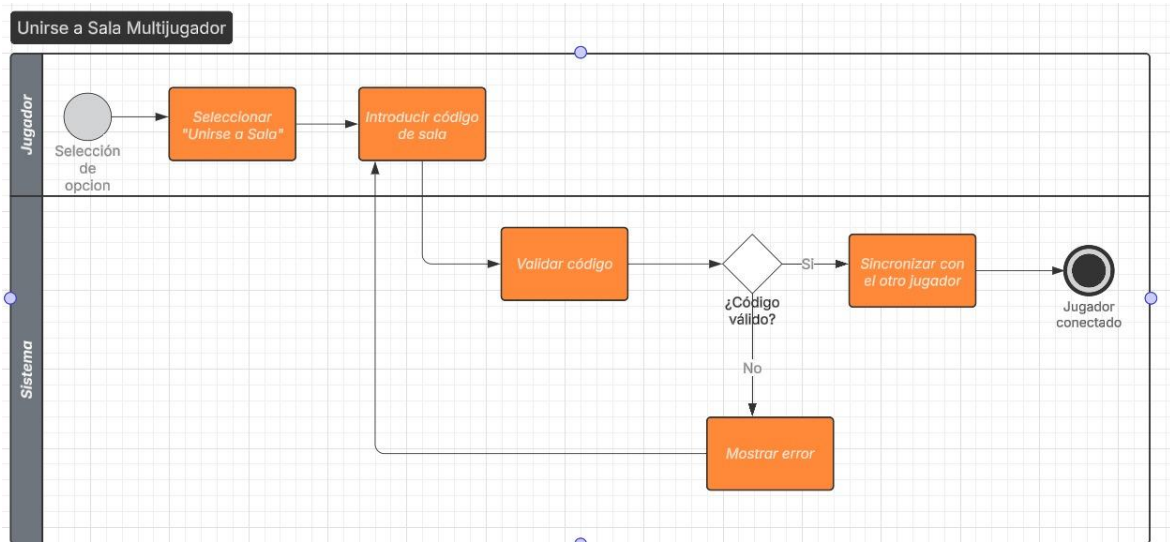 Unirse a Sala Multijugador
Jugador
Selección
de
opcion
Seleccionar
"Unirse a Sala"
Introducir código
de sala
Sistema
Validar código
¿Código
válido?
Si
Sincronizar con
el otro jugador
Jugador
conectado
No
Mostrar error